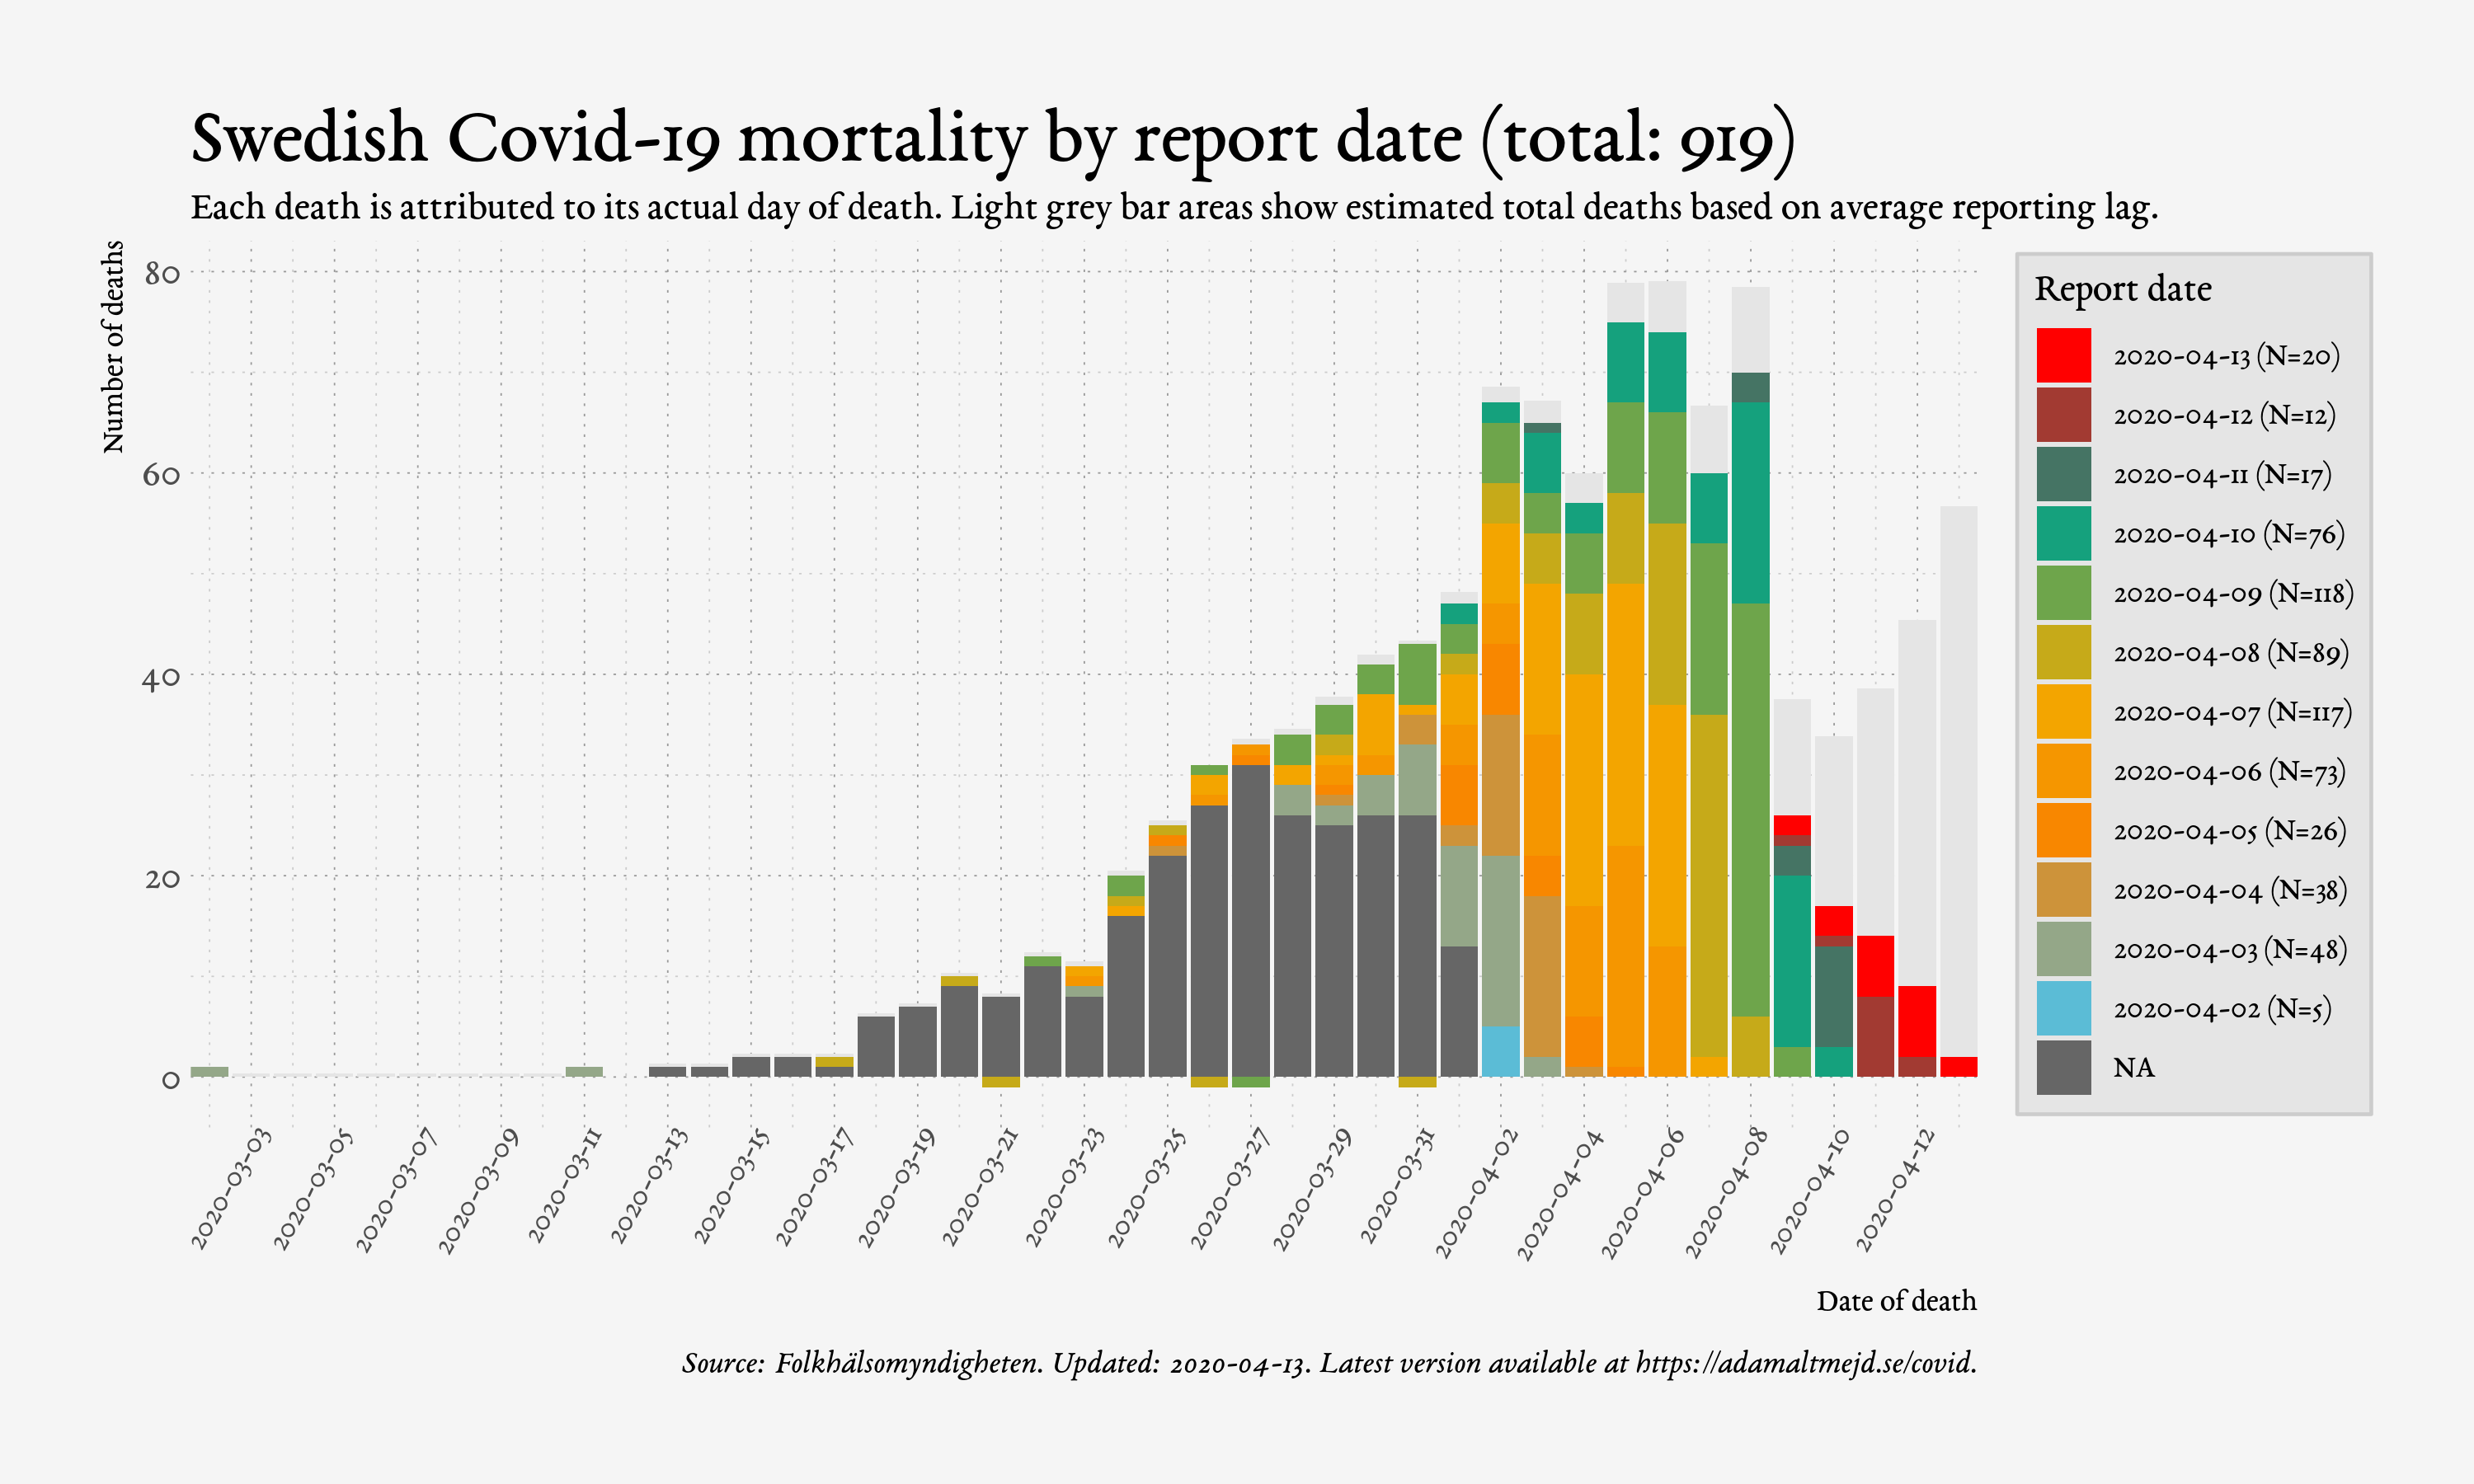 Swedish Covid-19 mortality by report date (total: 919)
Each death is attributed to its actual day of death. Light grey bar areas show estimated total deaths based on average reporting lag.
Number of deaths
80
60
40
20
0
Report date
2020-04-13 (N=20)
2020-04-12 (N=12)
2020-04-11 (N=17)
2020-04-10 (N=76)
2020-04-09 (N=118)
2020-04-08 (N=89)
2020-04-07 (N=117)
2020-04-06 (N=73)
2020-04-05 (N=26)
2020-04-04 (N=38)
2020-04-03 (N=48)
2020-04-02 (N=5)
NA
2020-03-03
2020-03-05
2020-03-07
2020-03-09
2020-03-11
2020-03-13
2020-03-15
2020-03-17
2020-03-19
2020-03-21
2020-03-23
2020-03-25
2020-03-27
2020-03-29
2020-03-31
2020-04-02
2020-04-04
2020-04-06
2020-04-08
2020-04-10
2020-04-12
Date of death
Source: Folkhälsomyndigheten. Updated: 2020-04-13. Latest version available at https://adamaltmejd.se/covid.